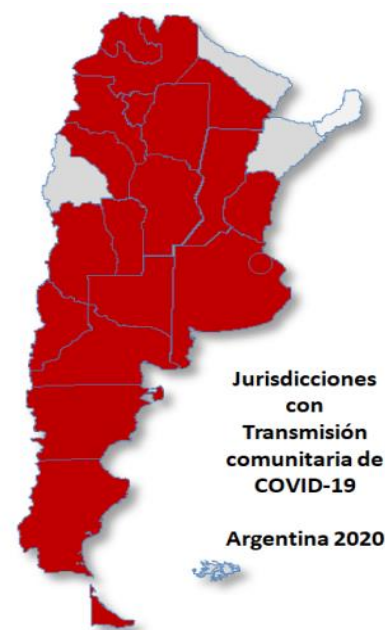 Jurisdicciones
con
Transmisión
comunitaria de
COVID-19
Argentina 2020